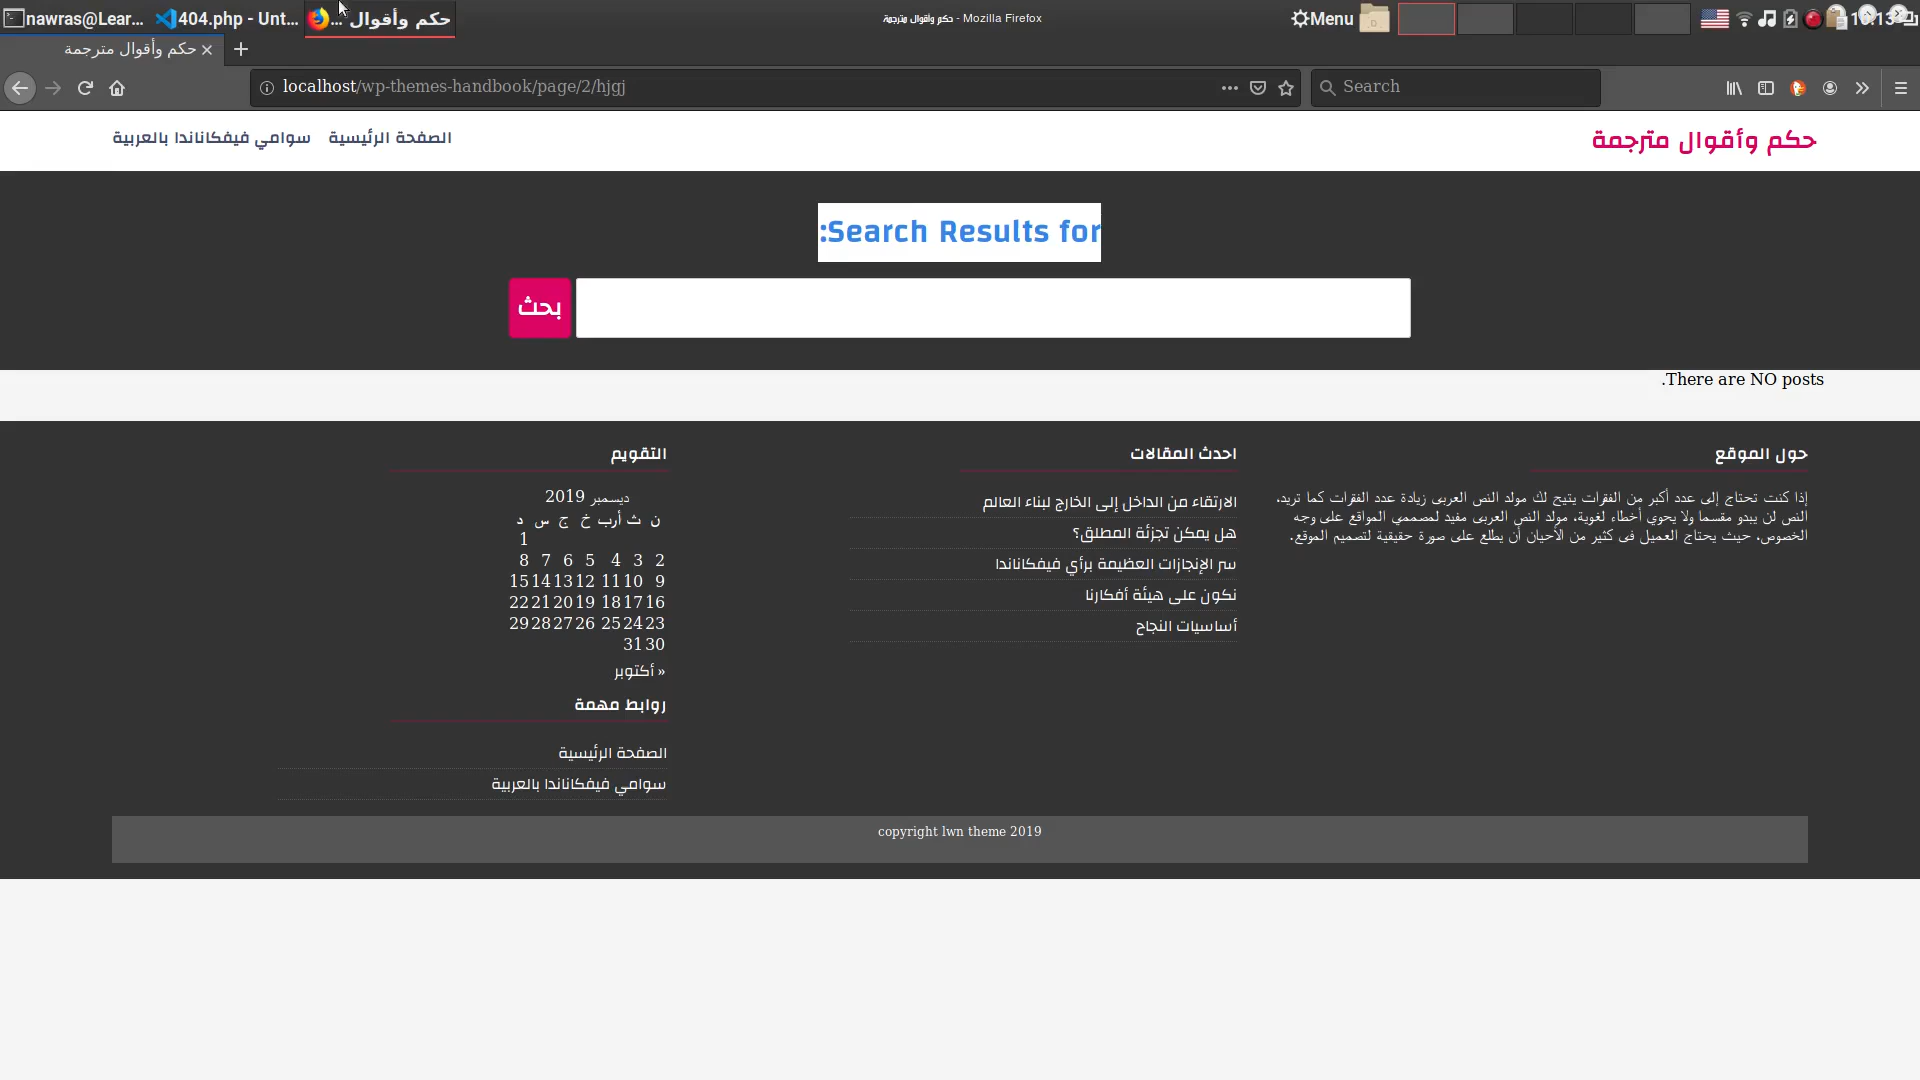 nawras@Lear...
404.php - Unt...
حكم وأقوال ...
حكم وأقوال مترجمة - Mozilla Firefox
Menu
حكم وأقوال مترجمة
localhost/wp-themes-handbook/page/2/hjgj
Search
حكم وأقوال مترجمة
الصفحة الرئيسية
سوامي فيفكاناندا بالعربية
:Search Results for
بحث
.There are NO posts
حول الموقع
إذا كنت تحتاج إلى عدد أكبر من الفقرات يتيح لك مولد النص العربى زيادة عدد الفقرات كما تريد،
النص لن يبدو مقسما ولا يحوي أخطاء لغوية، مولد النص العربى مفيد لمصممي المواقع على وجه
الخصوص، حيث يحتاج العميل فى كثير من الأحيان أن يطلع على صورة حقيقية لتصميم الموقع.
احدث المقالات
الارتقاء من الداخل إلى الخارج لبناء العالم
هل يمكن تجزئة المطلق؟
سر الإنجازات العظيمة برأي فيفكاناندا
نكون على هيئة أفكارنا
أساسيات النجاح
التقويم
ديسمبر 2019
ن ث أرب خ ج س د
1
2 3 4 5 6 7 8
9 10 11 12 13 14 15
16 17 18 19 20 21 22
23 24 25 26 27 28 29
30 31
« أكتوبر
روابط مهمة
الصفحة الرئيسية
سوامي فيفكاناندا بالعربية
copyright lwn theme 2019